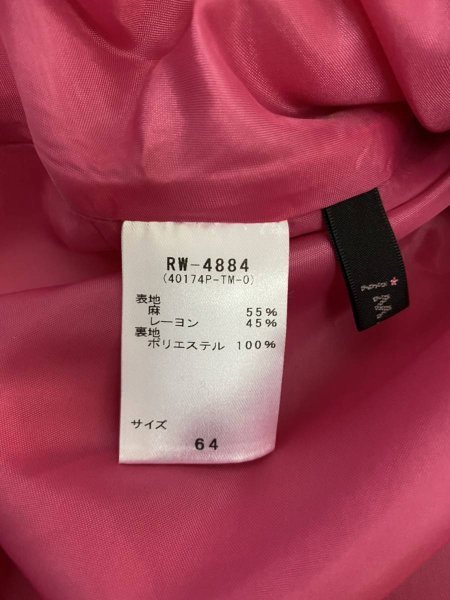 RW-4884
(40174P-TM-0)
表地
麻 55%
レーヨン 45%
裏地
ポリエステル 100%
サイズ
64